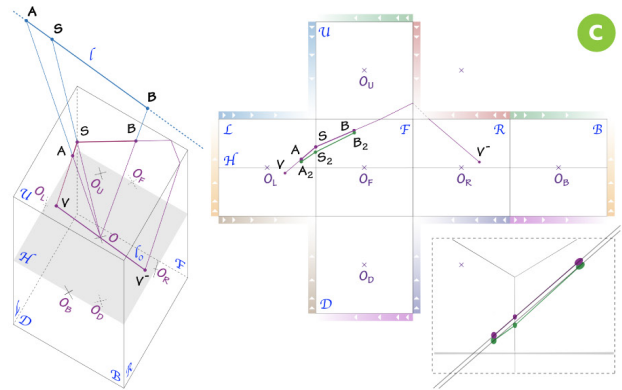 C
A
S
l
B
S
B
A
O_U
O_F
O_L
V
U
O
l_0
H
F
O_R
V⁻
O_B
O_D
D
B
U
O_U
L
F
R
B
A
S
B
B_2
S_2
A_2
V
V⁻
H
O_L
O_F
O_R
O_B
O_D
D